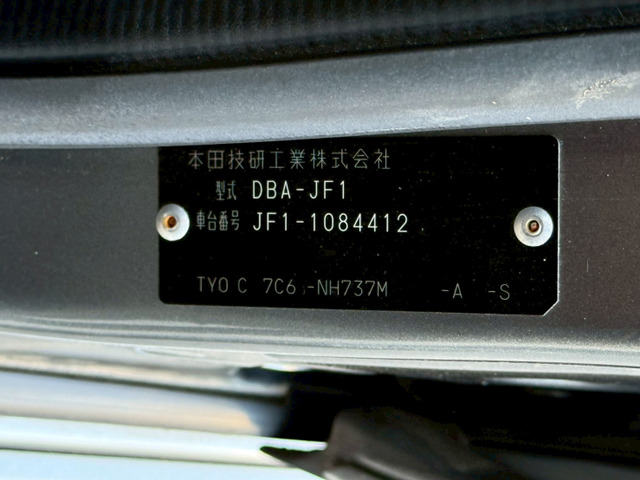 本田技研工業株式会社
型式 DBA-JF1
車台番号 JF1-1084412
TYO C 7C6 -NH737M -A -S